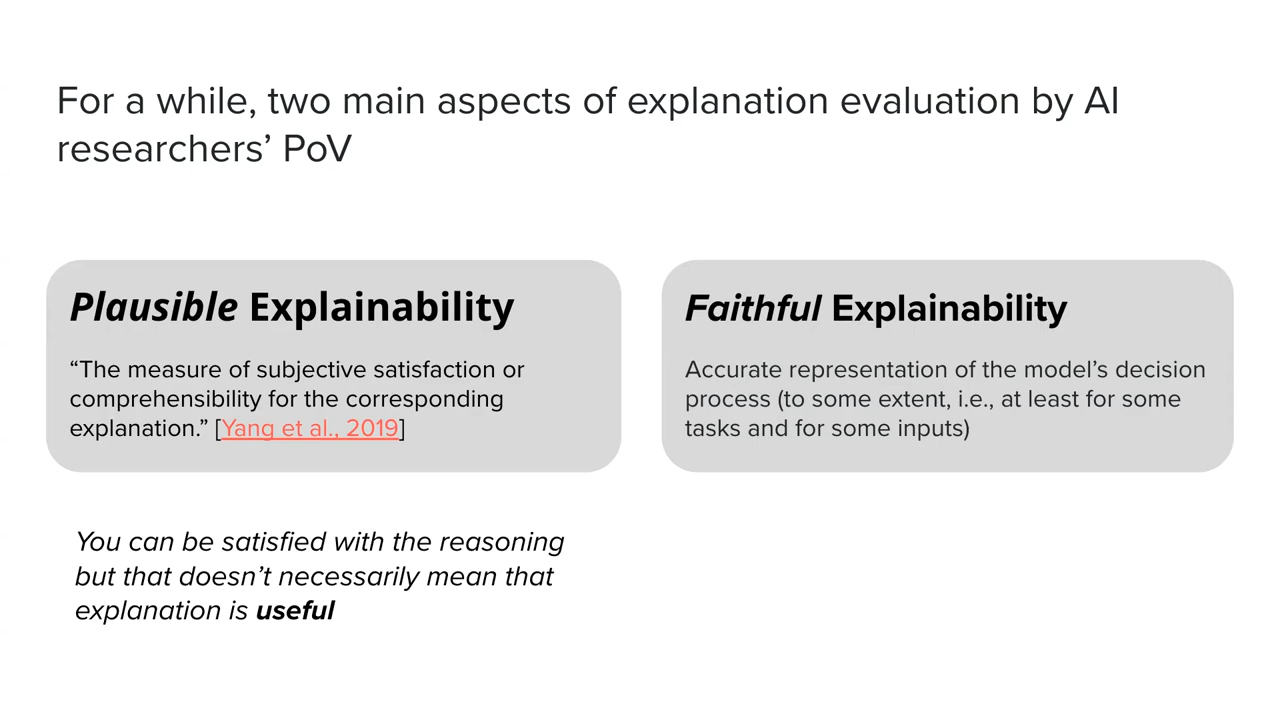 For a while, two main aspects of explanation evaluation by AI
researchers’ PoV
Plausible Explainability
“The measure of subjective satisfaction or
comprehensibility for the corresponding
explanation.” [Yang et al., 2019]
Faithful Explainability
Accurate representation of the model’s decision
process (to some extent, i.e., at least for some
tasks and for some inputs)
You can be satisfied with the reasoning
but that doesn’t necessarily mean that
explanation is useful